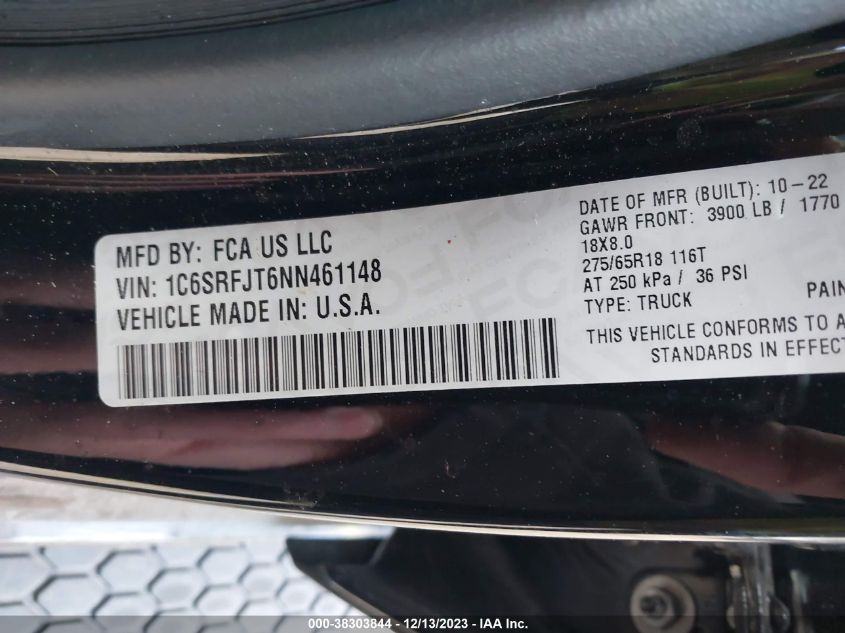 MFD BY: FCA US LLC
VIN: 1C6SRFJT6NN461148
VEHICLE MADE IN: U.S.A.
DATE OF MFR (BUILT): 10-22
GAWR FRONT: 3900 LB / 1770
18X8.0
275/65R18 116T
AT 250 kPa / 36 PSI
TYPE: TRUCK
PAIN
THIS VEHICLE CONFORMS TO A
STANDARDS IN EFFECT
000-38303844 - 12/13/2023 - IAA Inc.